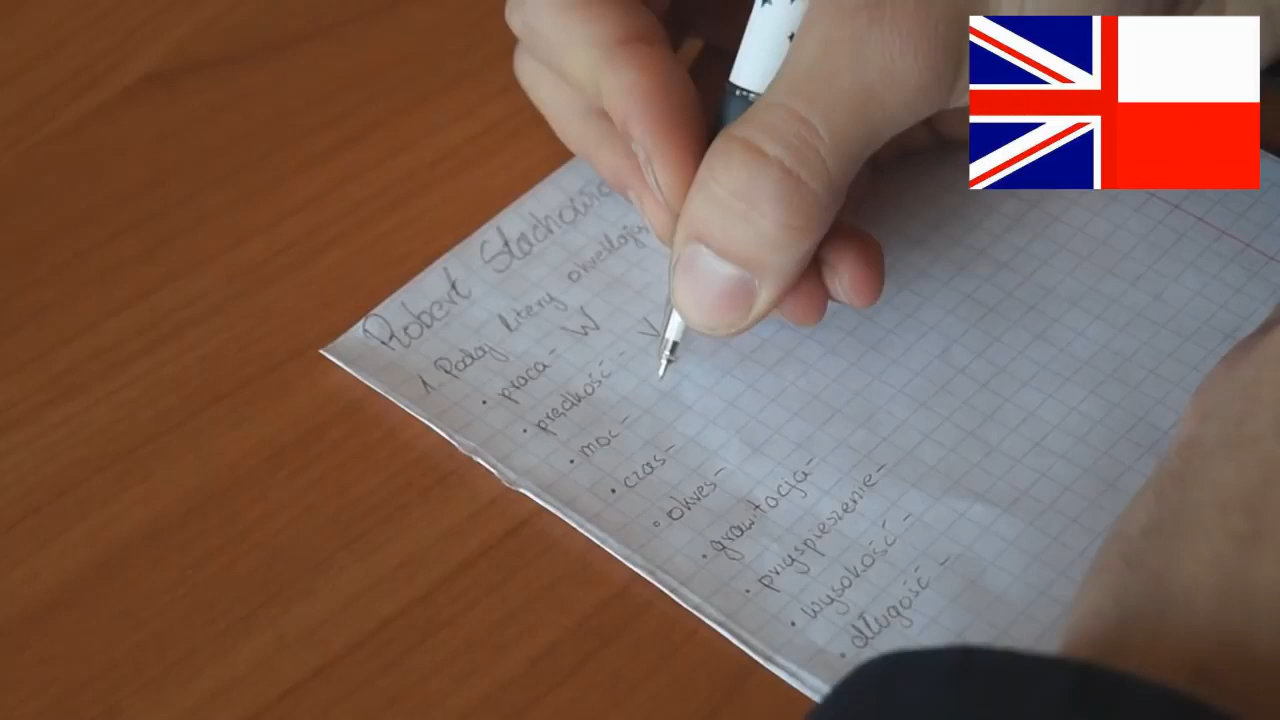 Robert
1. Podaj litery
• praca - W
• prędkość - V
• moc -
• czas -
• okres -
• grawitacja -
• przyspieszenie -
• wysokość -
• długość -